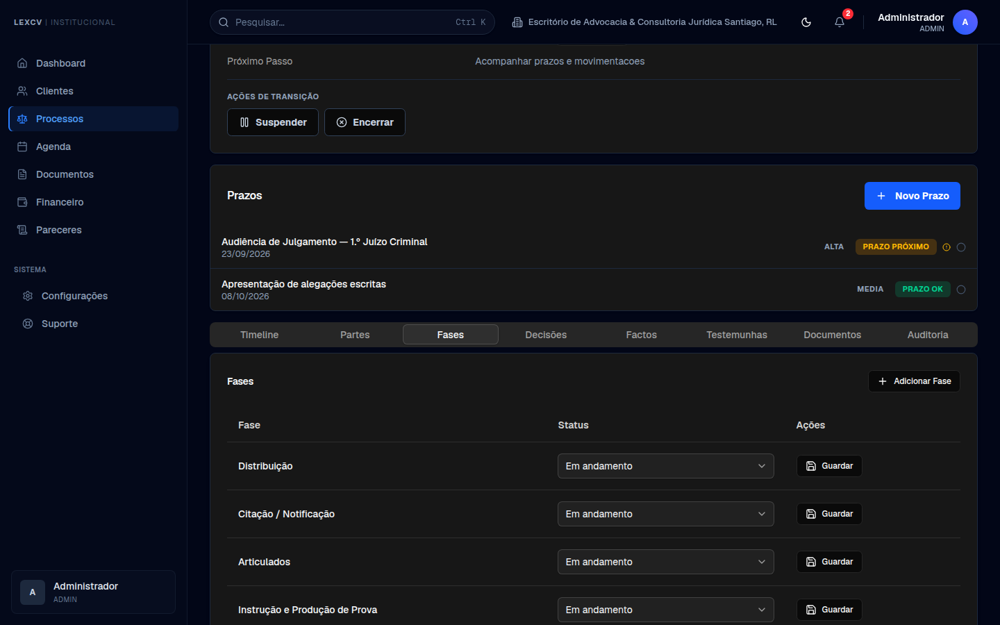 LEXCV | INSTITUCIONAL
Pesquisar...
Ctrl K
Escritório de Advocacia & Consultoria Jurídica Santiago, RL
2
Administrador
ADMIN
A
Dashboard
Clientes
Processos
Agenda
Documentos
Financeiro
Pareceres
SISTEMA
Configurações
Suporte
A
Administrador
ADMIN
Próximo Passo
Acompanhar prazos e movimentacoes
AÇÕES DE TRANSIÇÃO
Suspender
Encerrar
Prazos
Novo Prazo
Audiência de Julgamento — 1.º Juízo Criminal
23/09/2026
ALTA
PRAZO PRÓXIMO
Apresentação de alegações escritas
08/10/2026
MEDIA
PRAZO OK
Timeline
Partes
Fases
Decisões
Factos
Testemunhas
Documentos
Auditoria
Fases
Adicionar Fase
Fase
Status
Ações
Distribuição
Em andamento
Guardar
Citação / Notificação
Em andamento
Guardar
Articulados
Em andamento
Guardar
Instrução e Produção de Prova
Em andamento
Guardar